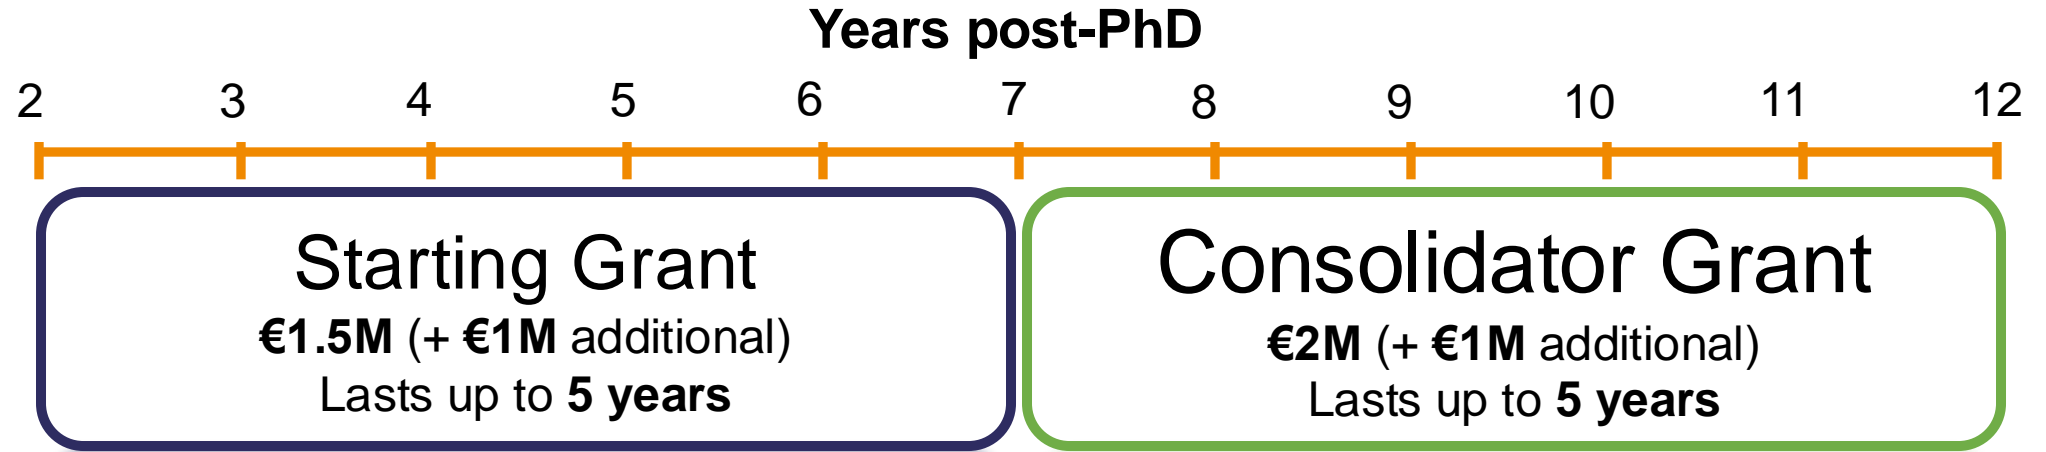 Years post-PhD
2 3 4 5 6 7 8 9 10 11 12
Starting Grant
€1.5M (+ €1M additional)
Lasts up to 5 years
Consolidator Grant
€2M (+ €1M additional)
Lasts up to 5 years